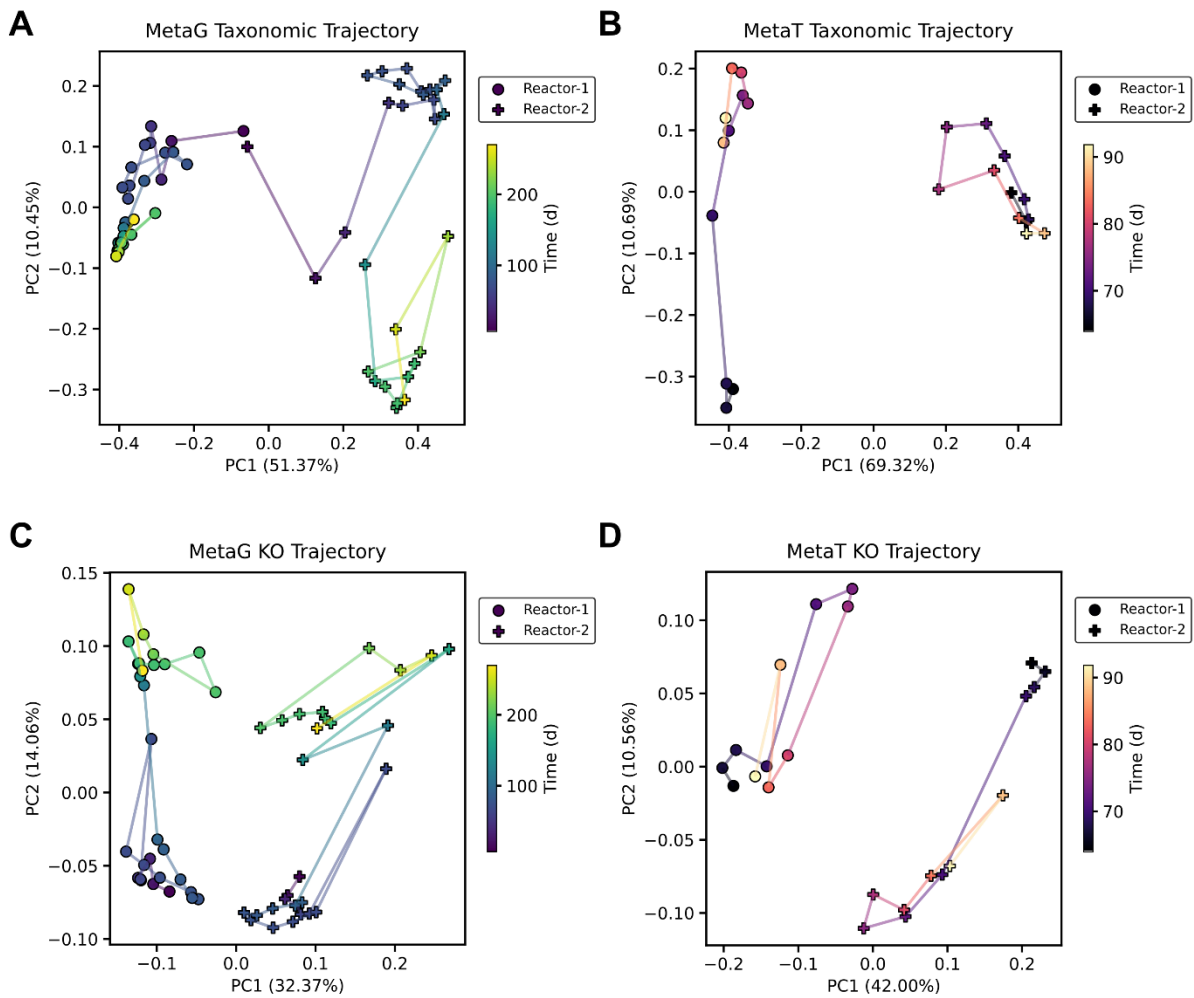 A
MetaG Taxonomic Trajectory
PC2 (10.45%)
0.2
0.1
0.0
−0.1
−0.2
−0.3
−0.4
−0.2
0.0
0.2
0.4
PC1 (51.37%)
Reactor-1
Reactor-2
200
100
Time (d)
B
MetaT Taxonomic Trajectory
PC2 (10.69%)
0.2
0.1
0.0
−0.1
−0.2
−0.3
−0.4
−0.2
0.0
0.2
0.4
PC1 (69.32%)
Reactor-1
Reactor-2
90
80
70
Time (d)
C
MetaG KO Trajectory
PC2 (14.06%)
0.15
0.10
0.05
0.00
−0.05
−0.10
−0.1
0.0
0.1
0.2
PC1 (32.37%)
Reactor-1
Reactor-2
200
100
Time (d)
D
MetaT KO Trajectory
PC2 (10.56%)
0.10
0.05
0.00
−0.05
−0.10
−0.2
−0.1
0.0
0.1
0.2
PC1 (42.00%)
Reactor-1
Reactor-2
90
80
70
Time (d)